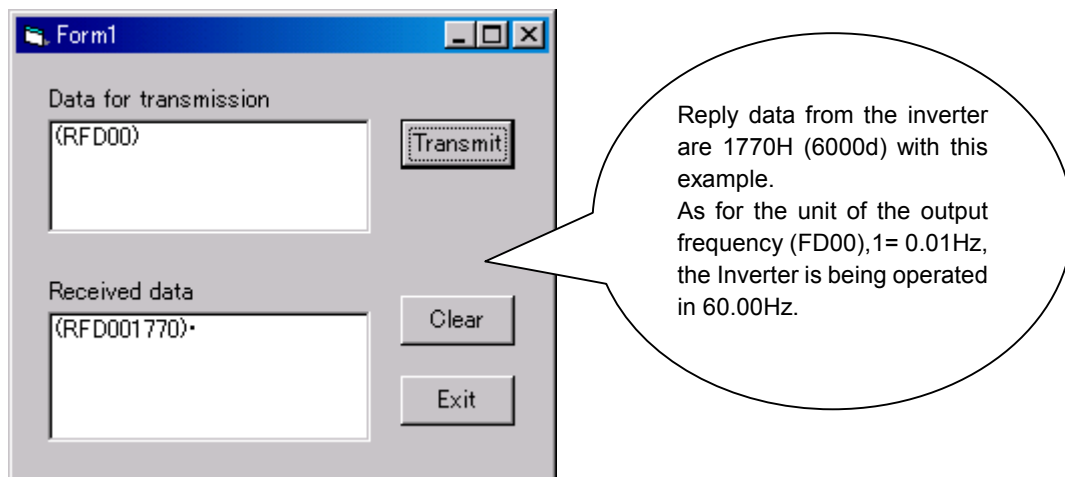 Form1
Data for transmission
(RFD00)
Transmit
Received data
(RFD001770)・
Clear
Exit
Reply data from the inverter
are 1770H (6000d) with this
example.
As for the unit of the output
frequency (FD00),1= 0.01Hz,
the Inverter is being operated
in 60.00Hz.